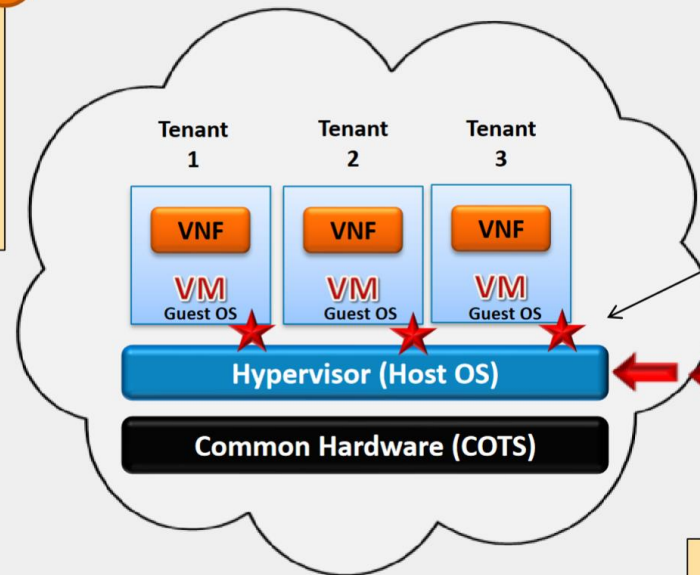 Tenant
1
Tenant
2
Tenant
3
VNF
VNF
VNF
VM
Guest OS
VM
Guest OS
VM
Guest OS
Hypervisor (Host OS)
Common Hardware (COTS)